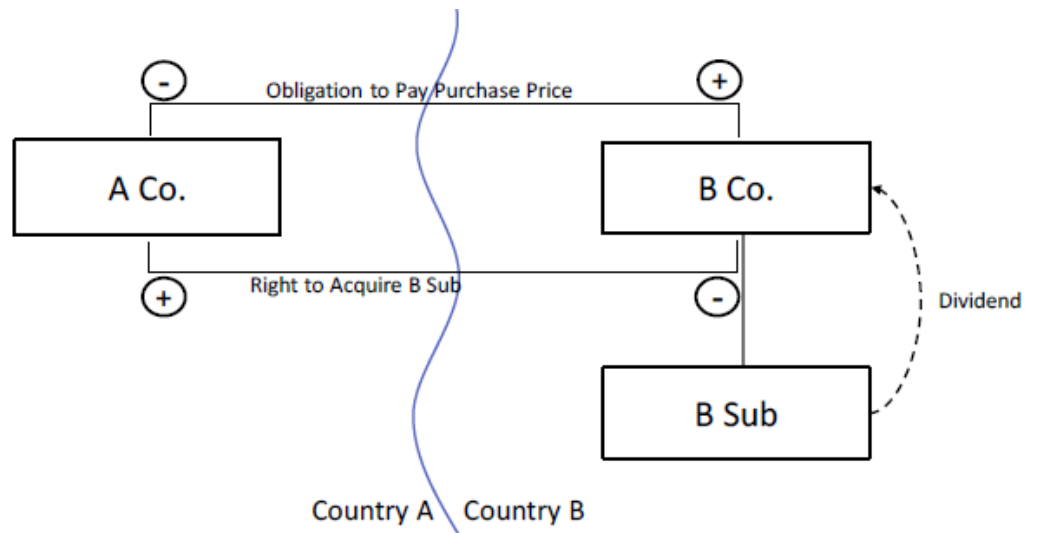 -
+
Obligation to Pay Purchase Price
A Co.
B Co.
Right to Acquire B Sub
+
-
Dividend
B Sub
Country A
Country B